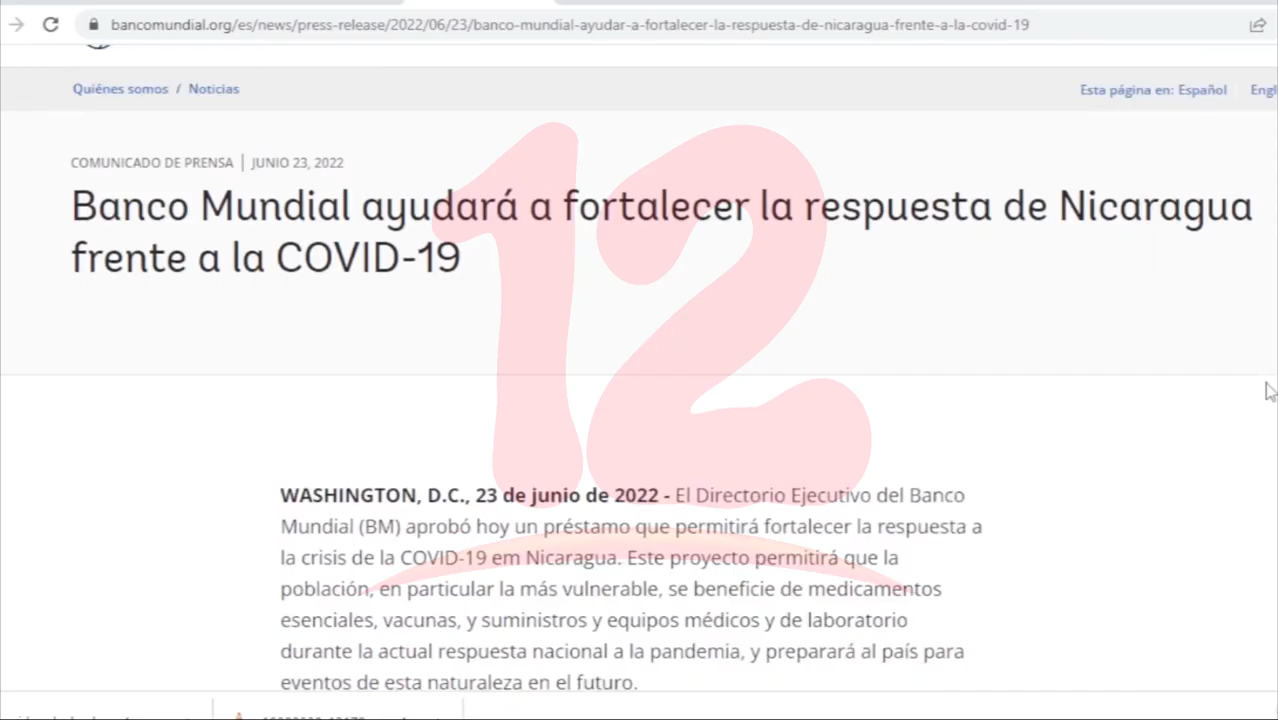 bancomundial.org/es/news/press-release/2022/06/23/banco-mundial-ayudar-a-fortalecer-la-respuesta-de-nicaragua-frente-a-la-covid-19
Quiénes somos / Noticias
Esta página en: Español Engl
COMUNICADO DE PRENSA | JUNIO 23, 2022
Banco Mundial ayudará a fortalecer la respuesta de Nicaragua
frente a la COVID-19
12
WASHINGTON, D.C., 23 de junio de 2022 - El Directorio Ejecutivo del Banco
Mundial (BM) aprobó hoy un préstamo que permitirá fortalecer la respuesta a
la crisis de la COVID-19 em Nicaragua. Este proyecto permitirá que la
población, en particular la más vulnerable, se beneficie de medicamentos
esenciales, vacunas, y suministros y equipos médicos y de laboratorio
durante la actual respuesta nacional a la pandemia, y preparará al país para
eventos de esta naturaleza en el futuro.